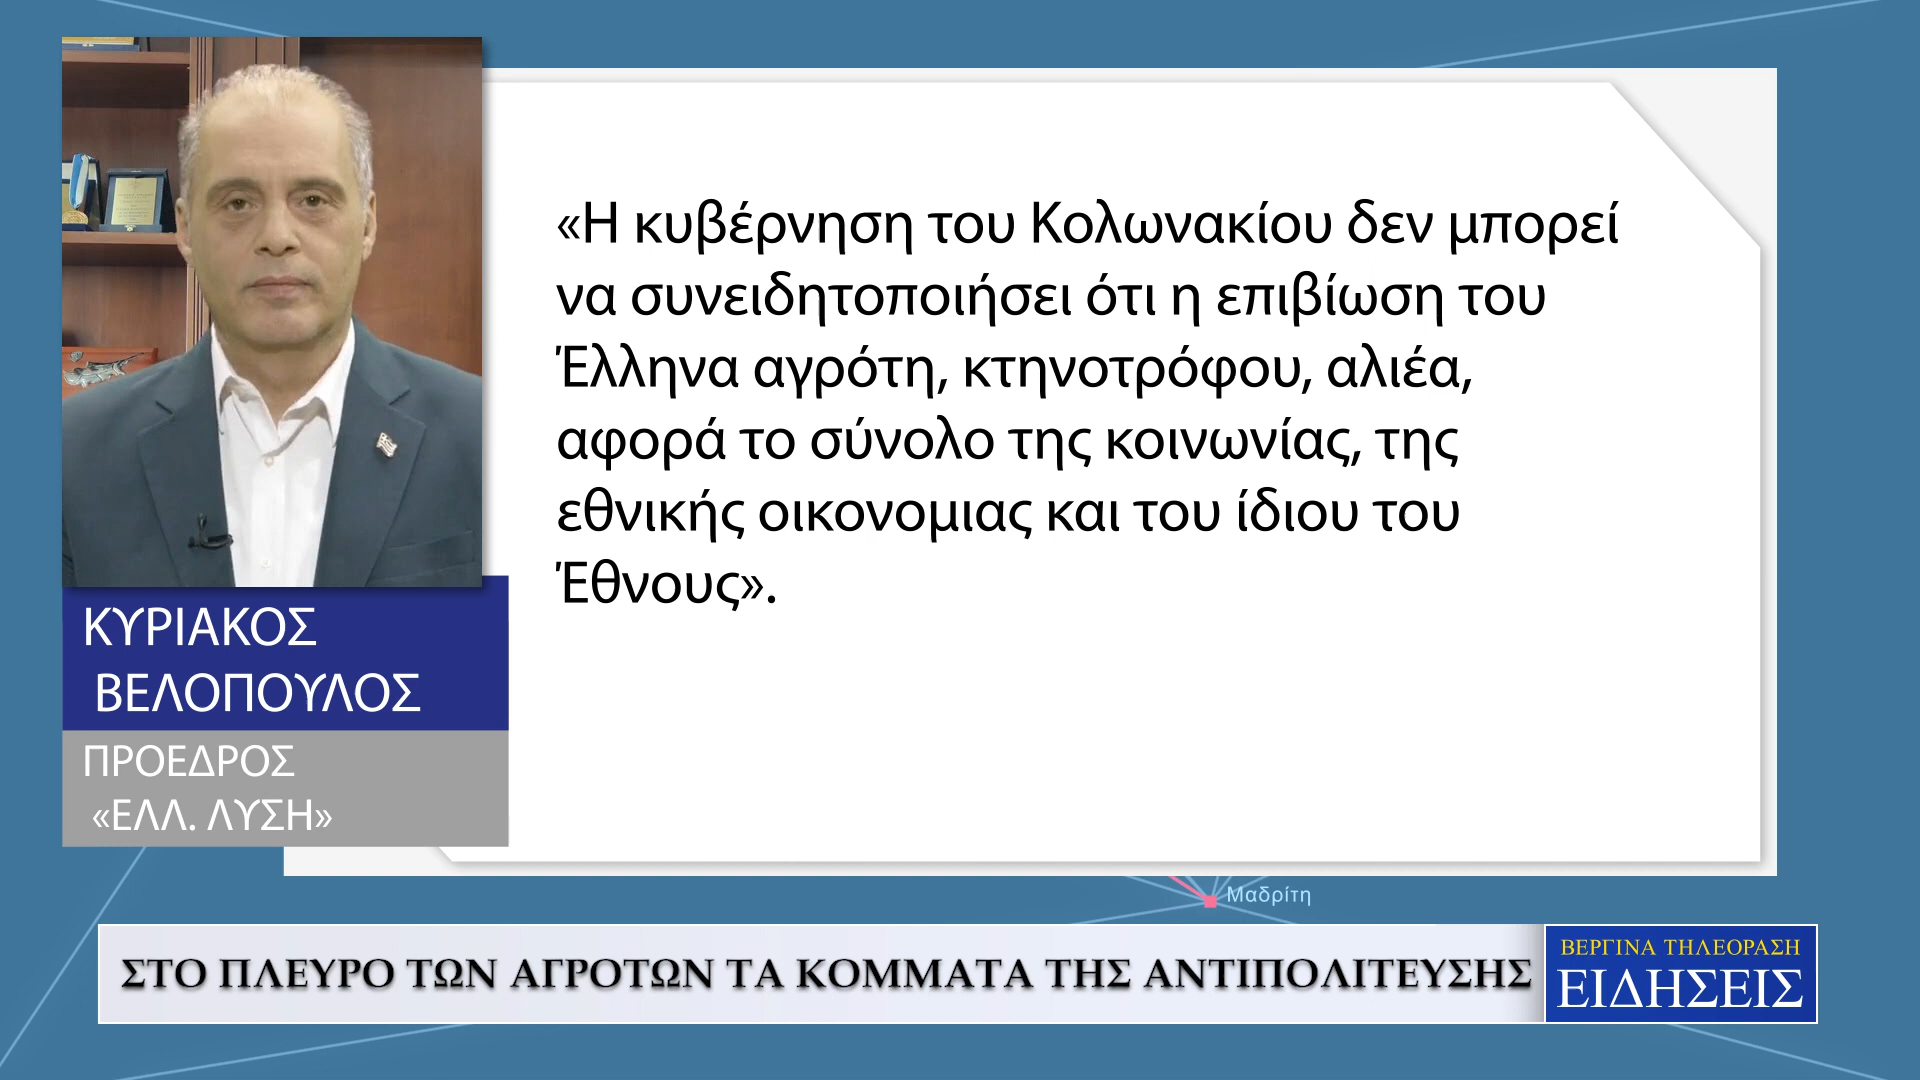 «Η κυβέρνηση του Κολωνακίου δεν μπορεί
να συνειδητοποιήσει ότι η επιβίωση του
Έλληνα αγρότη, κτηνοτρόφου, αλιέα,
αφορά το σύνολο της κοινωνίας, της
εθνικής οικονομιας και του ίδιου του
Έθνους».
ΚΥΡΙΑΚΟΣ
ΒΕΛΟΠΟΥΛΟΣ
ΠΡΟΕΔΡΟΣ
«ΕΛΛ. ΛΥΣΗ»
Μαδρίτη
ΣΤΟ ΠΛΕΥΡΟ ΤΩΝ ΑΓΡΟΤΩΝ ΤΑ ΚΟΜΜΑΤΑ ΤΗΣ ΑΝΤΙΠΟΛΙΤΕΥΣΗΣ
ΒΕΡΓΙΝΑ ΤΗΛΕΟΡΑΣΗ
ΕΙΔΗΣΕΙΣ